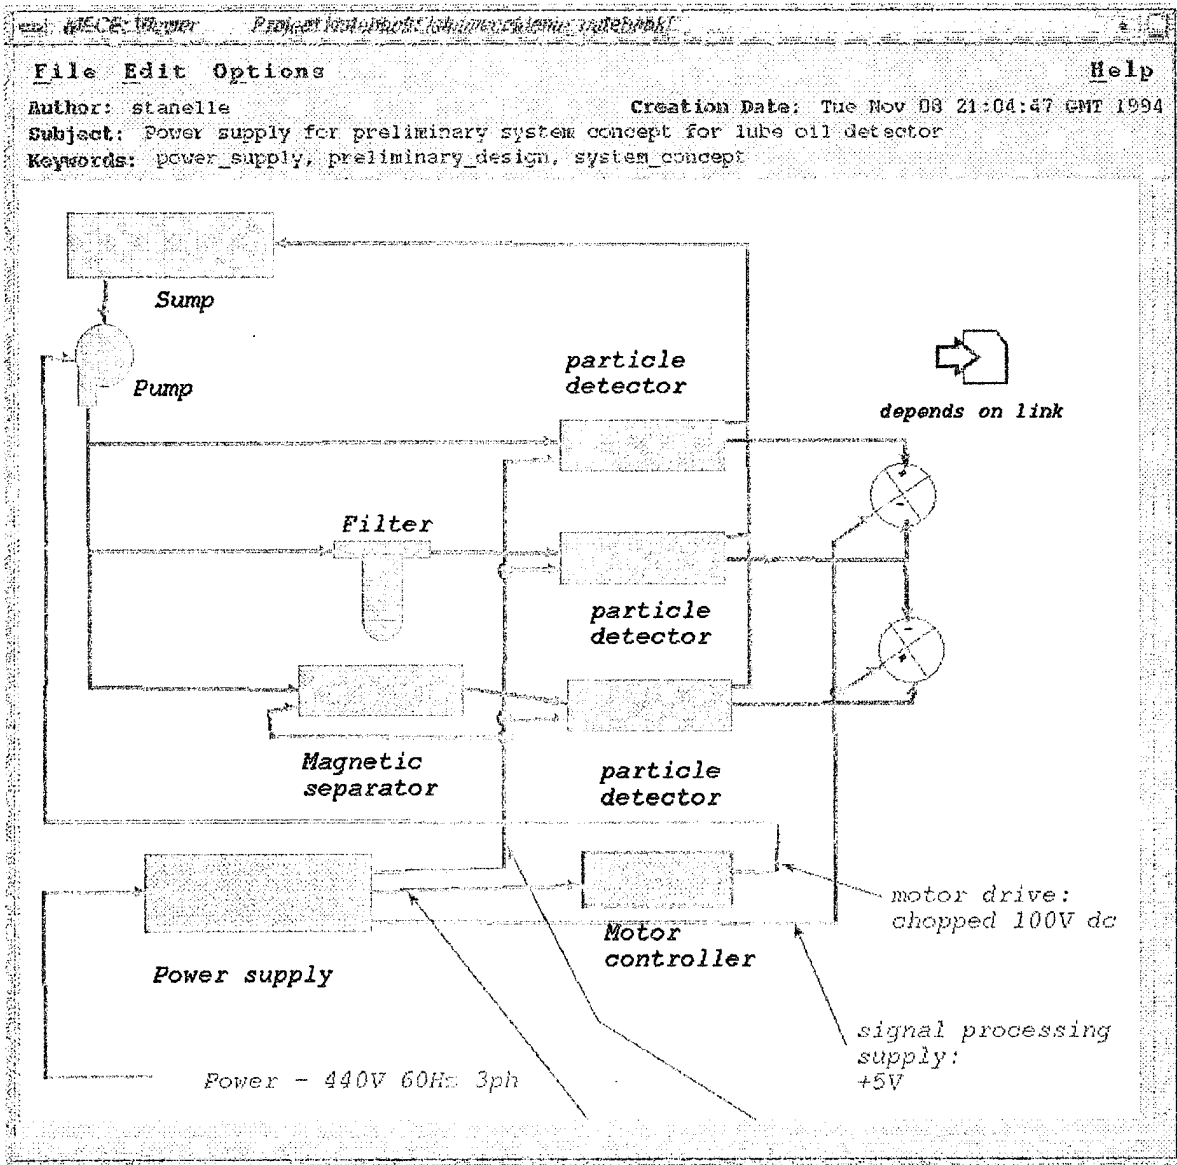 Viewer
File Edit Options Help
Author: stanelle Creation Date: Tue Nov 08 21:04:47 GMT 1994
Subject: Power supply for preliminary system concept for lube oil detector
Keywords: power_supply, preliminary_design, system_concept
Sump
Pump
particle
detector
depends on link
+
-
Filter
particle
detector
-
+
Magnetic
separator
particle
detector
motor drive:
chopped 100V dc
Motor
controller
Power supply
signal processing
supply:
+5V
Power - 440V 60Hz 3ph